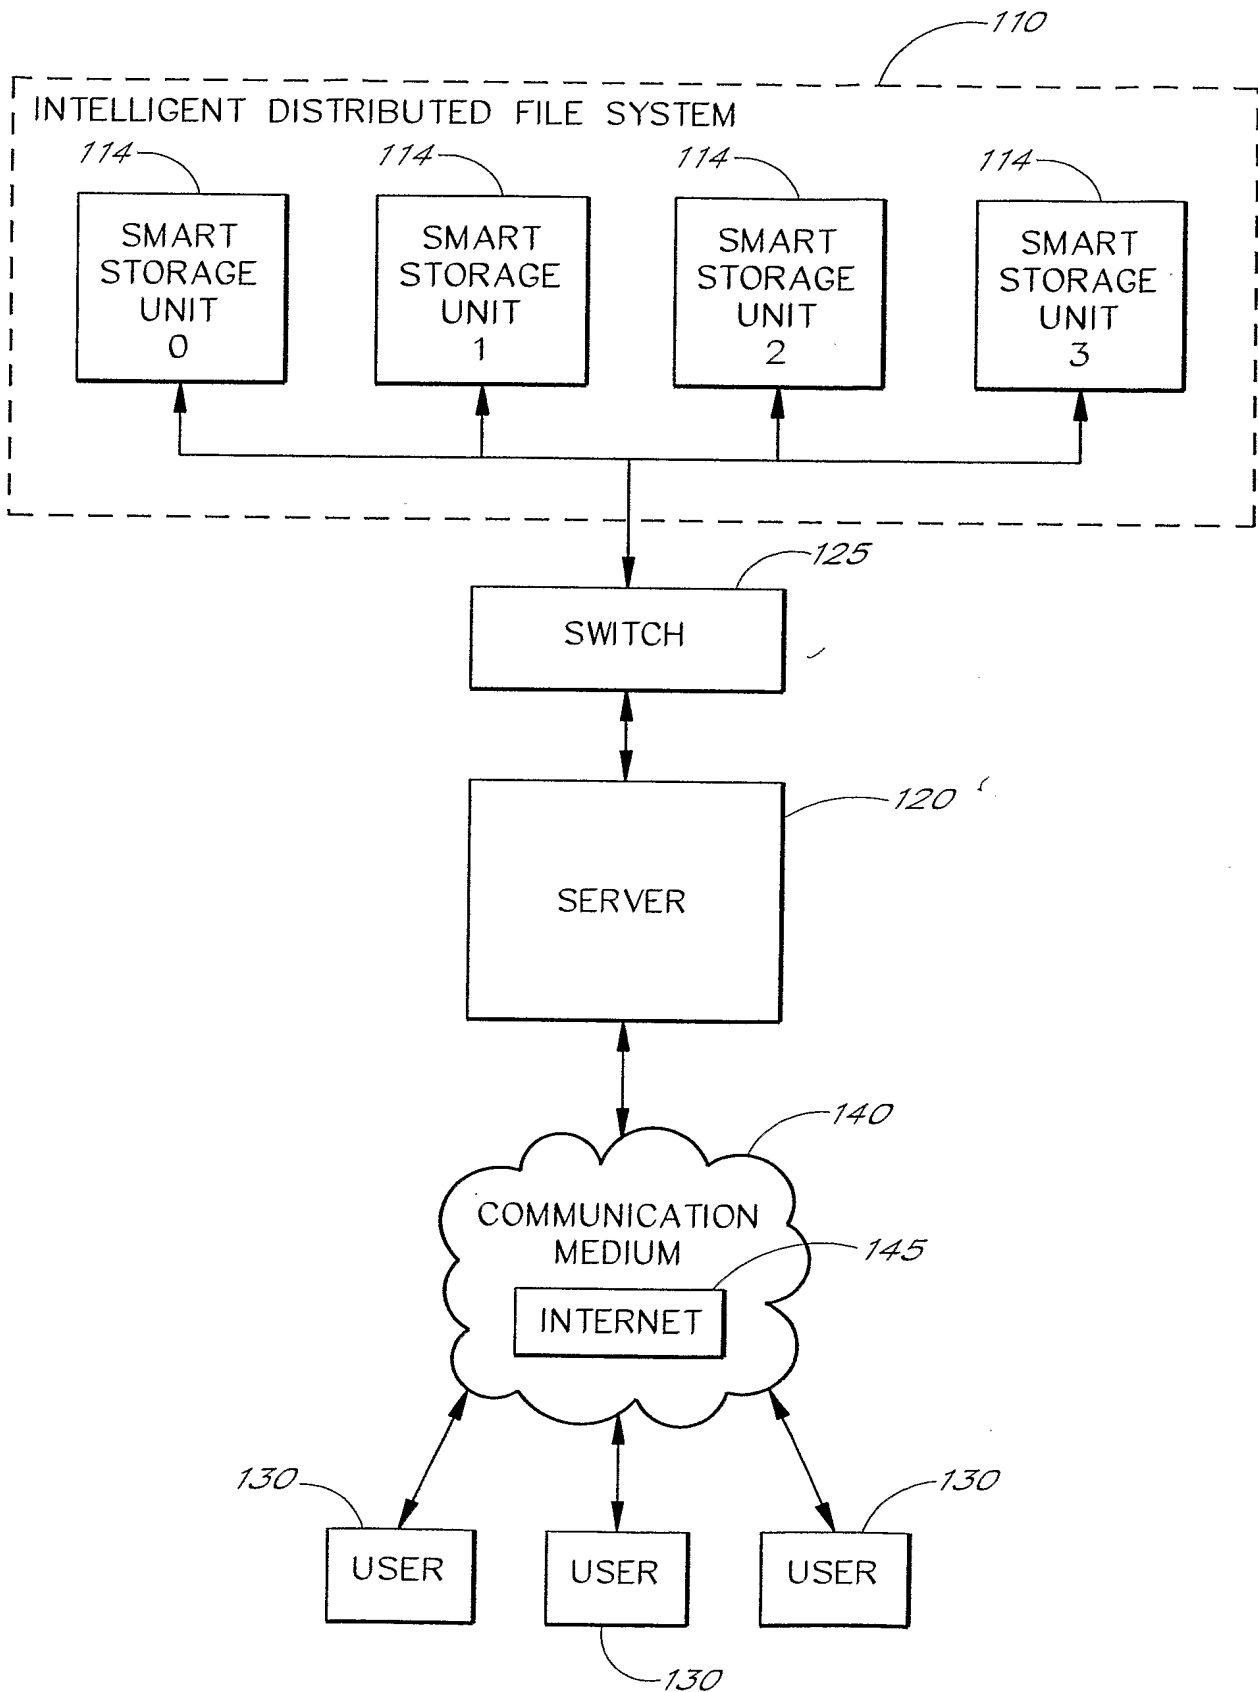 110
INTELLIGENT DISTRIBUTED FILE SYSTEM
114
114
114
114
SMART
STORAGE
UNIT
0
SMART
STORAGE
UNIT
1
SMART
STORAGE
UNIT
2
SMART
STORAGE
UNIT
3
125
SWITCH
120
SERVER
140
COMMUNICATION
MEDIUM
145
INTERNET
130
130
USER
USER
USER
130